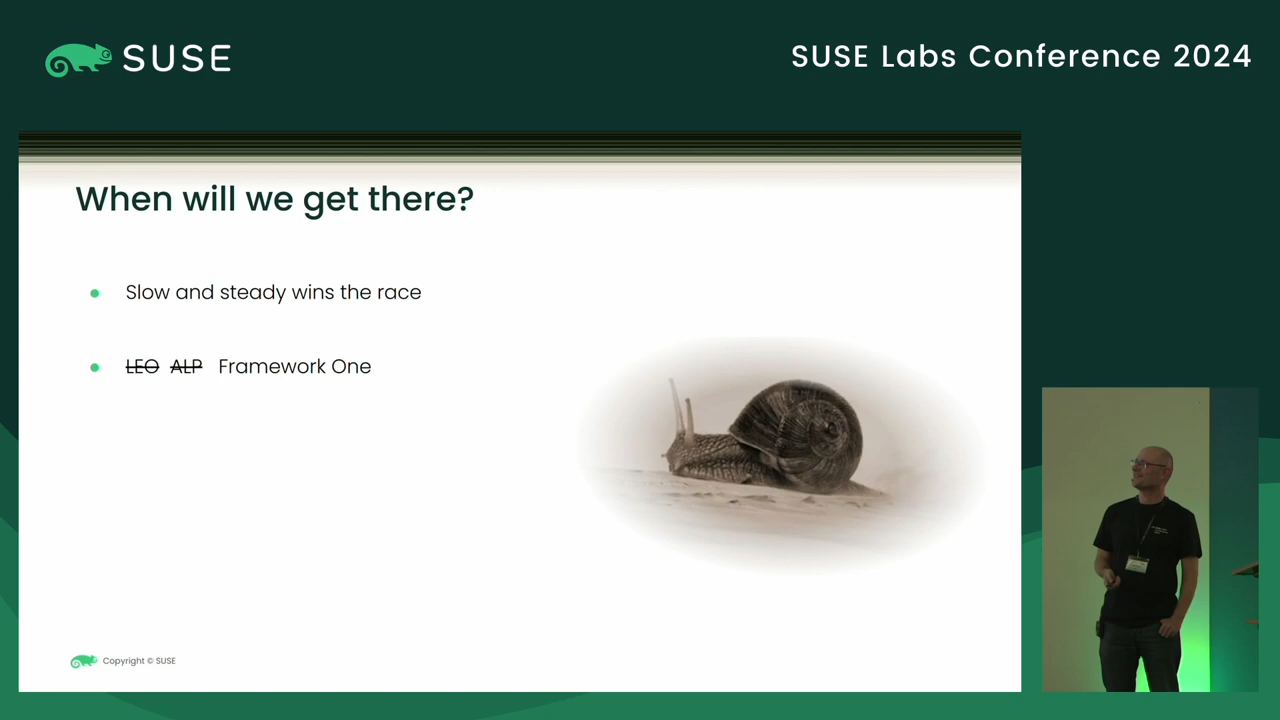 SUSE
SUSE Labs Conference 2024
When will we get there?
Slow and steady wins the race
LEO ALP Framework One
Copyright © SUSE